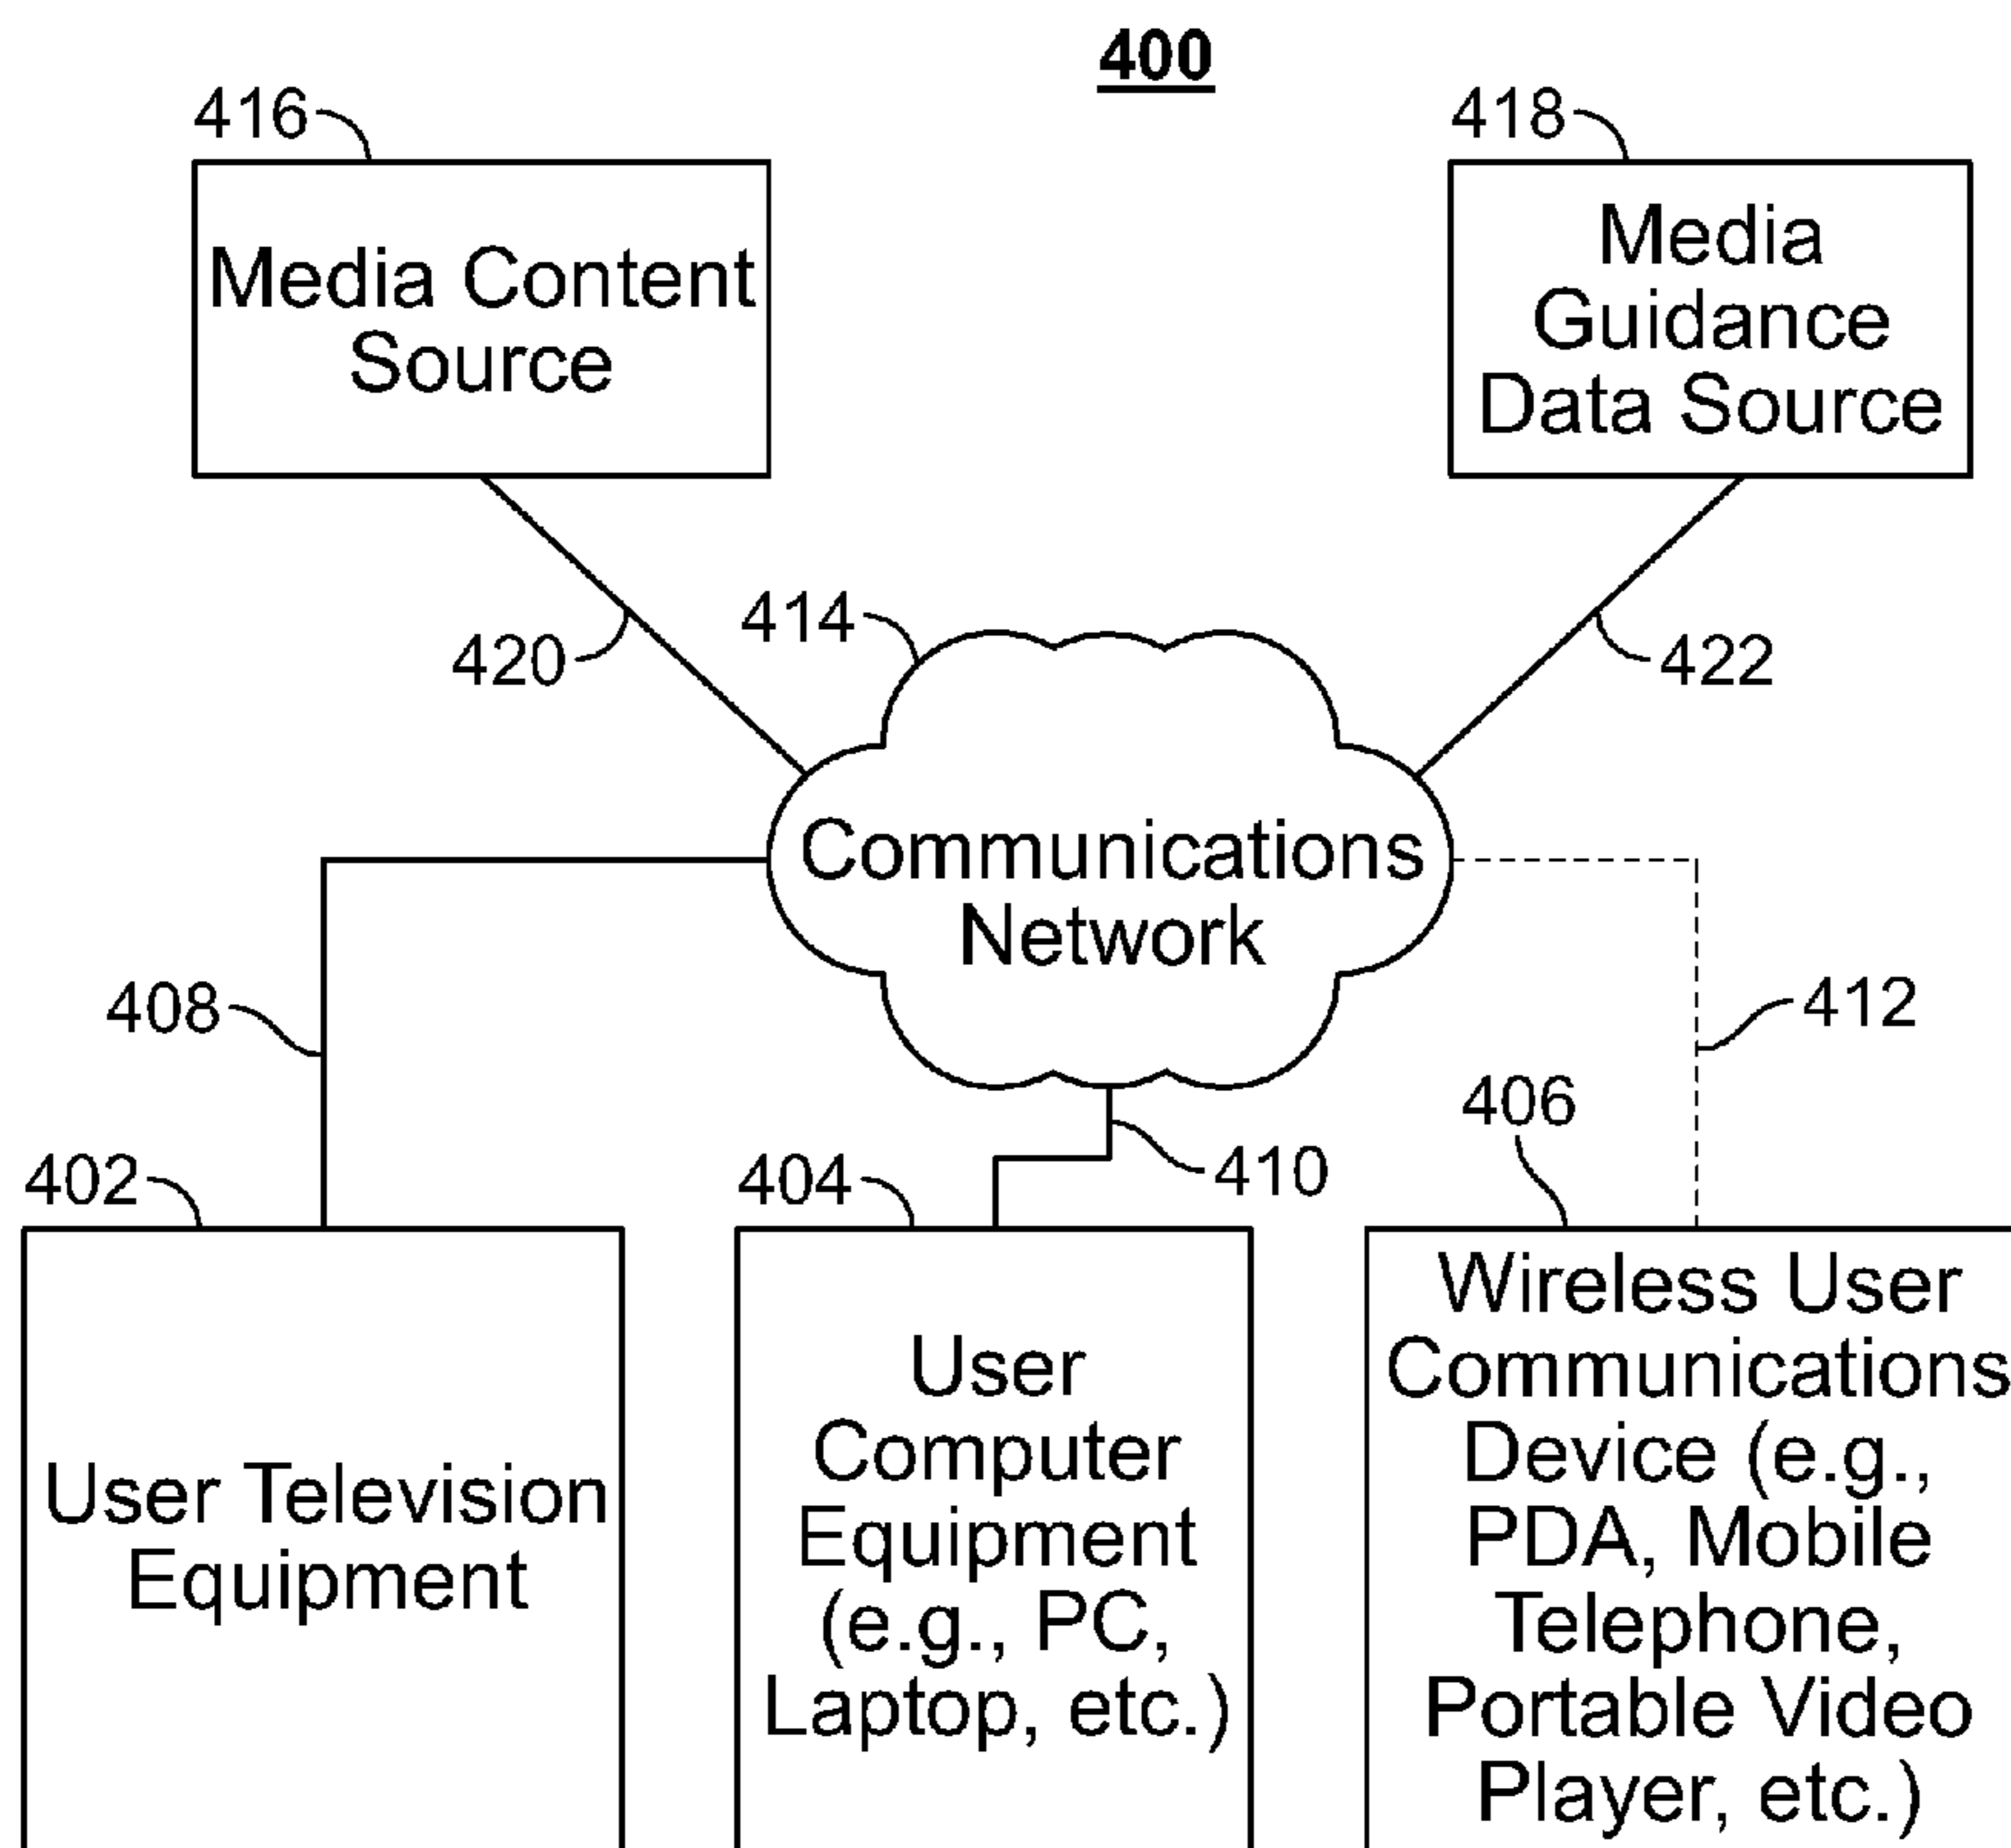 400
416
418
Media Content
Source
Media
Guidance
Data Source
420
414
422
Communications
Network
408
412
406
402
404
410
User Television
Equipment
User
Computer
Equipment
(e.g., PC,
Laptop, etc.)
Wireless User
Communications
Device (e.g.,
PDA, Mobile
Telephone,
Portable Video
Player, etc.)